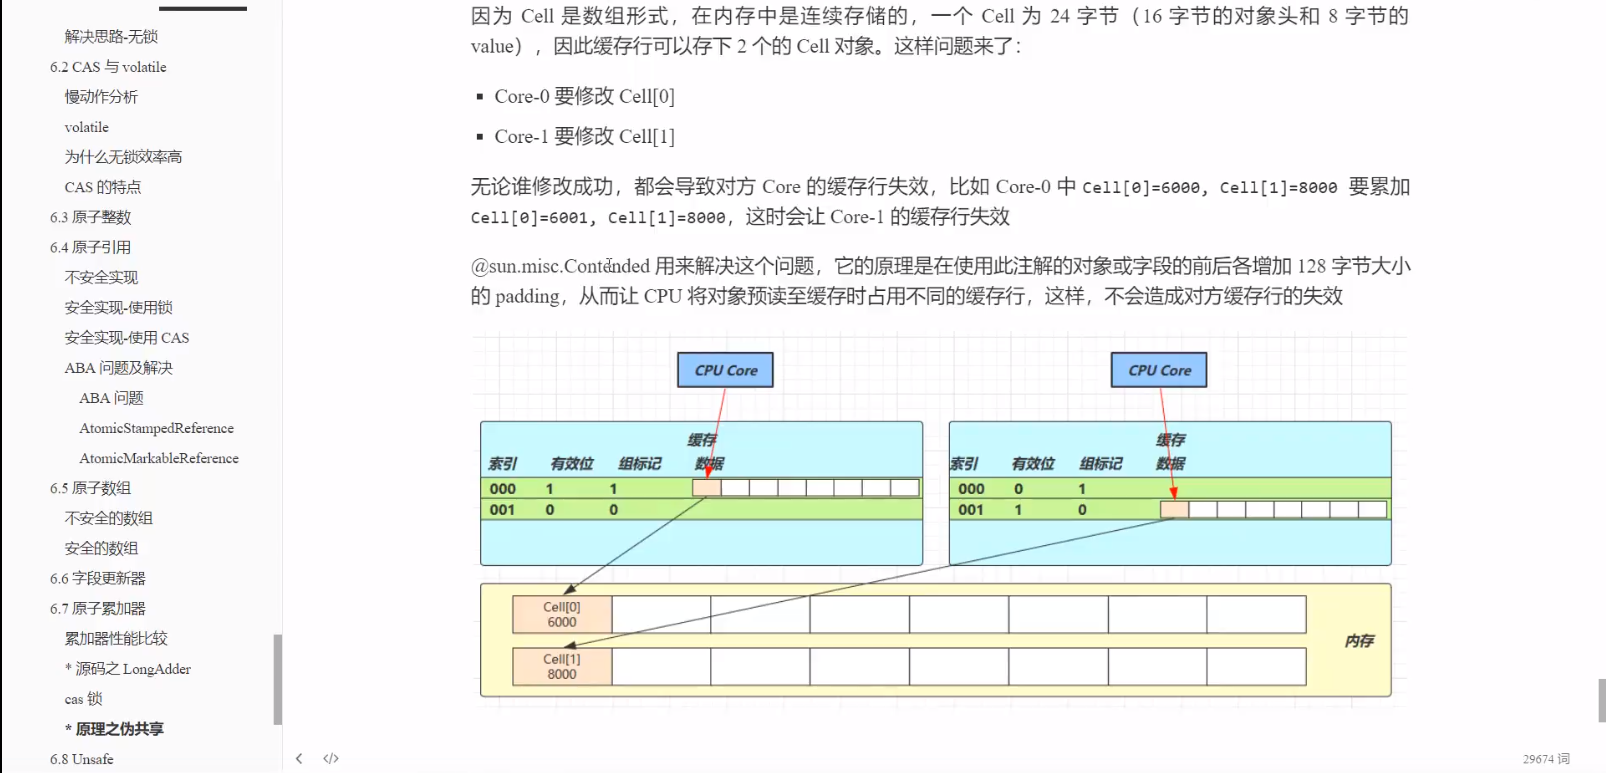 解决思路-无锁
6.2 CAS 与 volatile
慢动作分析
volatile
为什么无锁效率高
CAS 的特点
6.3 原子整数
6.4 原子引用
不安全实现
安全实现-使用锁
安全实现-使用 CAS
ABA 问题及解决
ABA 问题
AtomicStampedReference
AtomicMarkableReference
6.5 原子数组
不安全的数组
安全的数组
6.6 字段更新器
6.7 原子累加器
累加器性能比较
* 源码之 LongAdder
cas 锁
* 原理之伪共享
6.8 Unsafe
因为 Cell 是数组形式，在内存中是连续存储的，一个 Cell 为 24 字节（16 字节的对象头和 8 字节的
value），因此缓存行可以存下 2 个的 Cell 对象。这样问题来了：
▪ Core-0 要修改 Cell[0]
▪ Core-1 要修改 Cell[1]
无论谁修改成功，都会导致对方 Core 的缓存行失效，比如 Core-0 中 Cell[0]=6000, Cell[1]=8000 要累加
Cell[0]=6001, Cell[1]=8000，这时会让 Core-1 的缓存行失效
@sun.misc.Contended 用来解决这个问题，它的原理是在使用此注解的对象或字段的前后各增加 128 字节大小
的 padding，从而让 CPU 将对象预读至缓存时占用不同的缓存行，这样，不会造成对方缓存行的失效
CPU Core
CPU Core
缓存
索引 有效位 组标记 数据
000 1 1
001 0 0
缓存
索引 有效位 组标记 数据
000 0 1
001 1 0
Cell[0]
6000
Cell[1]
8000
内存
29674 词